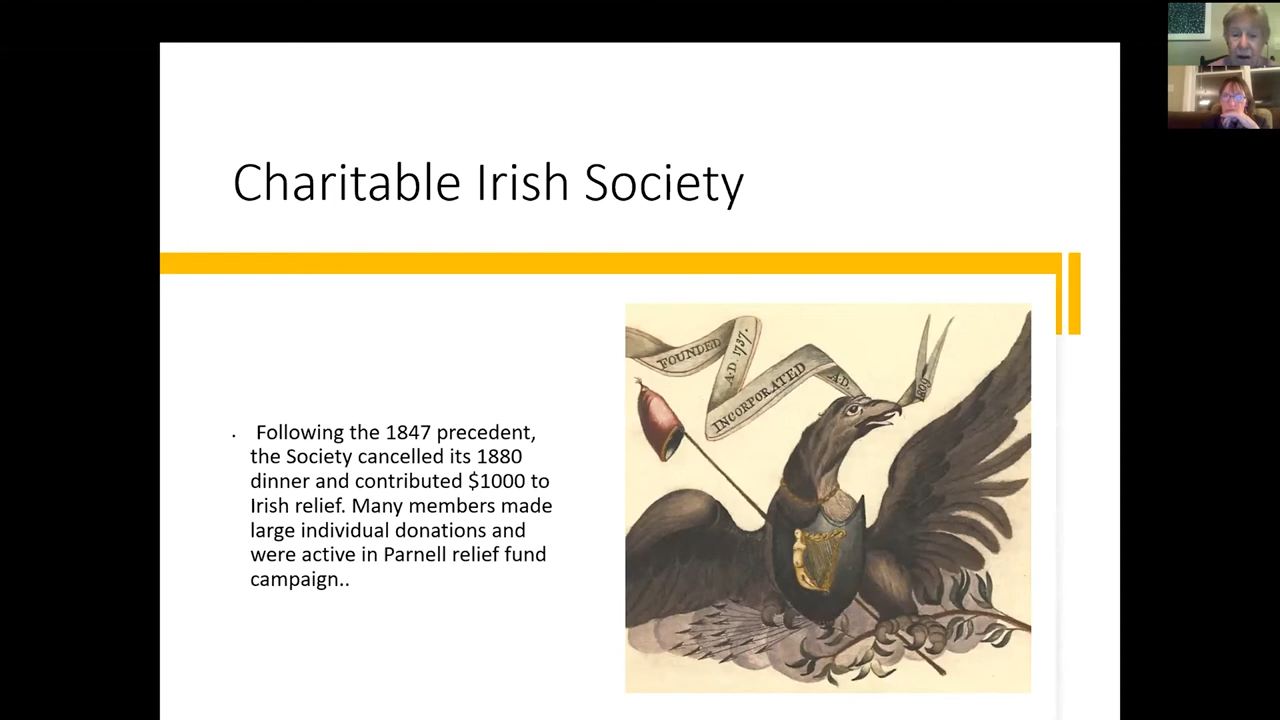 Charitable Irish Society
FOUNDED
A.D. 1737.
INCORPORATED
A.D.
1809
. Following the 1847 precedent,
the Society cancelled its 1880
dinner and contributed $1000 to
Irish relief. Many members made
large individual donations and
were active in Parnell relief fund
campaign..